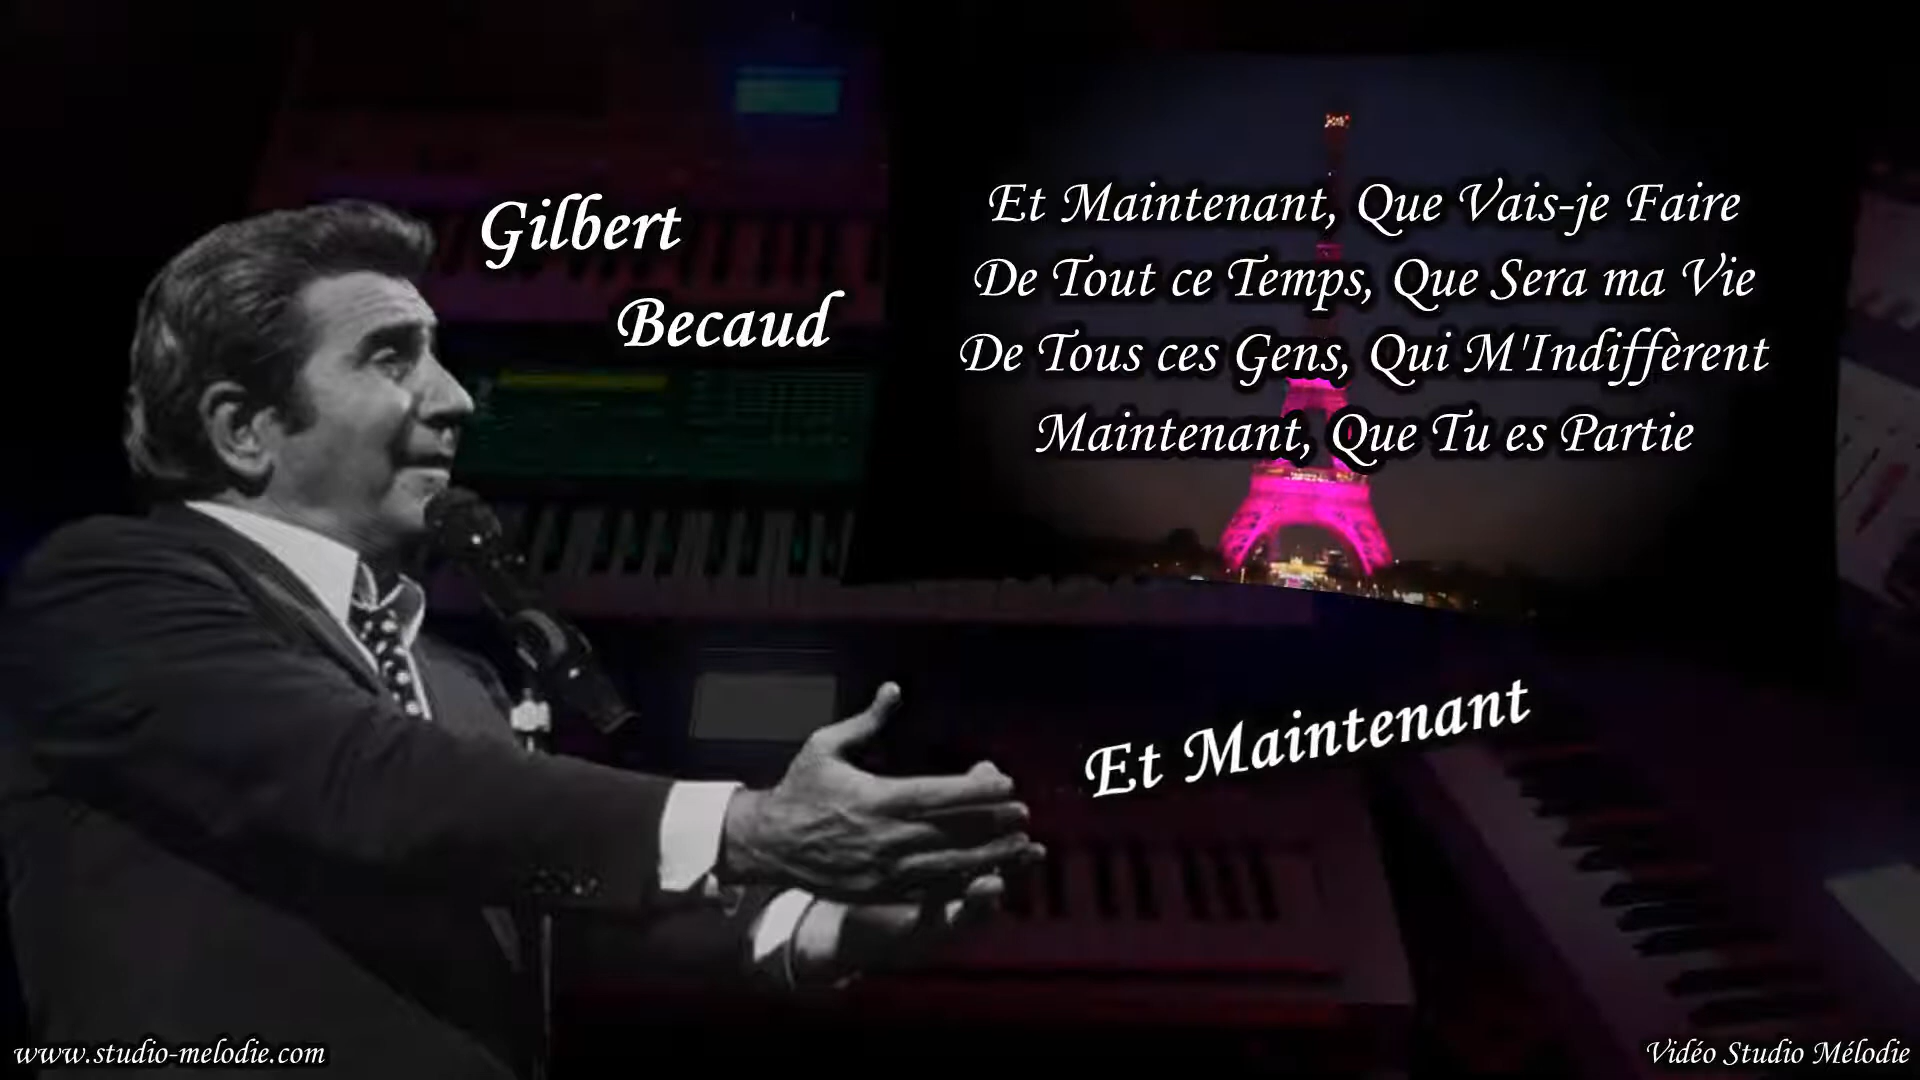 Gilbert
Becaud
Et Maintenant, Que Vais-je Faire
De Tout ce Temps, Que Sera ma Vie
De Tous ces Gens, Qui M'Indiffèrent
Maintenant, Que Tu es Partie
Et Maintenant
www.studio-melodie.com
Vidéo Studio Mélodie